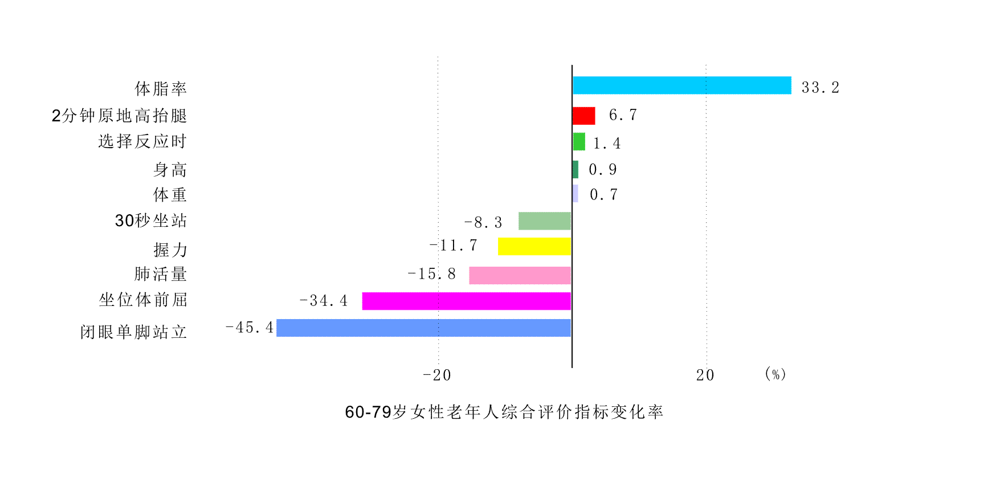 体脂率 33.2
2分钟原地高抬腿 6.7
选择反应时 1.4
身高 0.9
体重 0.7
30秒坐站 -8.3
握力 -11.7
肺活量 -15.8
坐位体前屈 -34.4
闭眼单脚站立 -45.4
-20 20 (%)
60-79岁女性老年人综合评价指标变化率